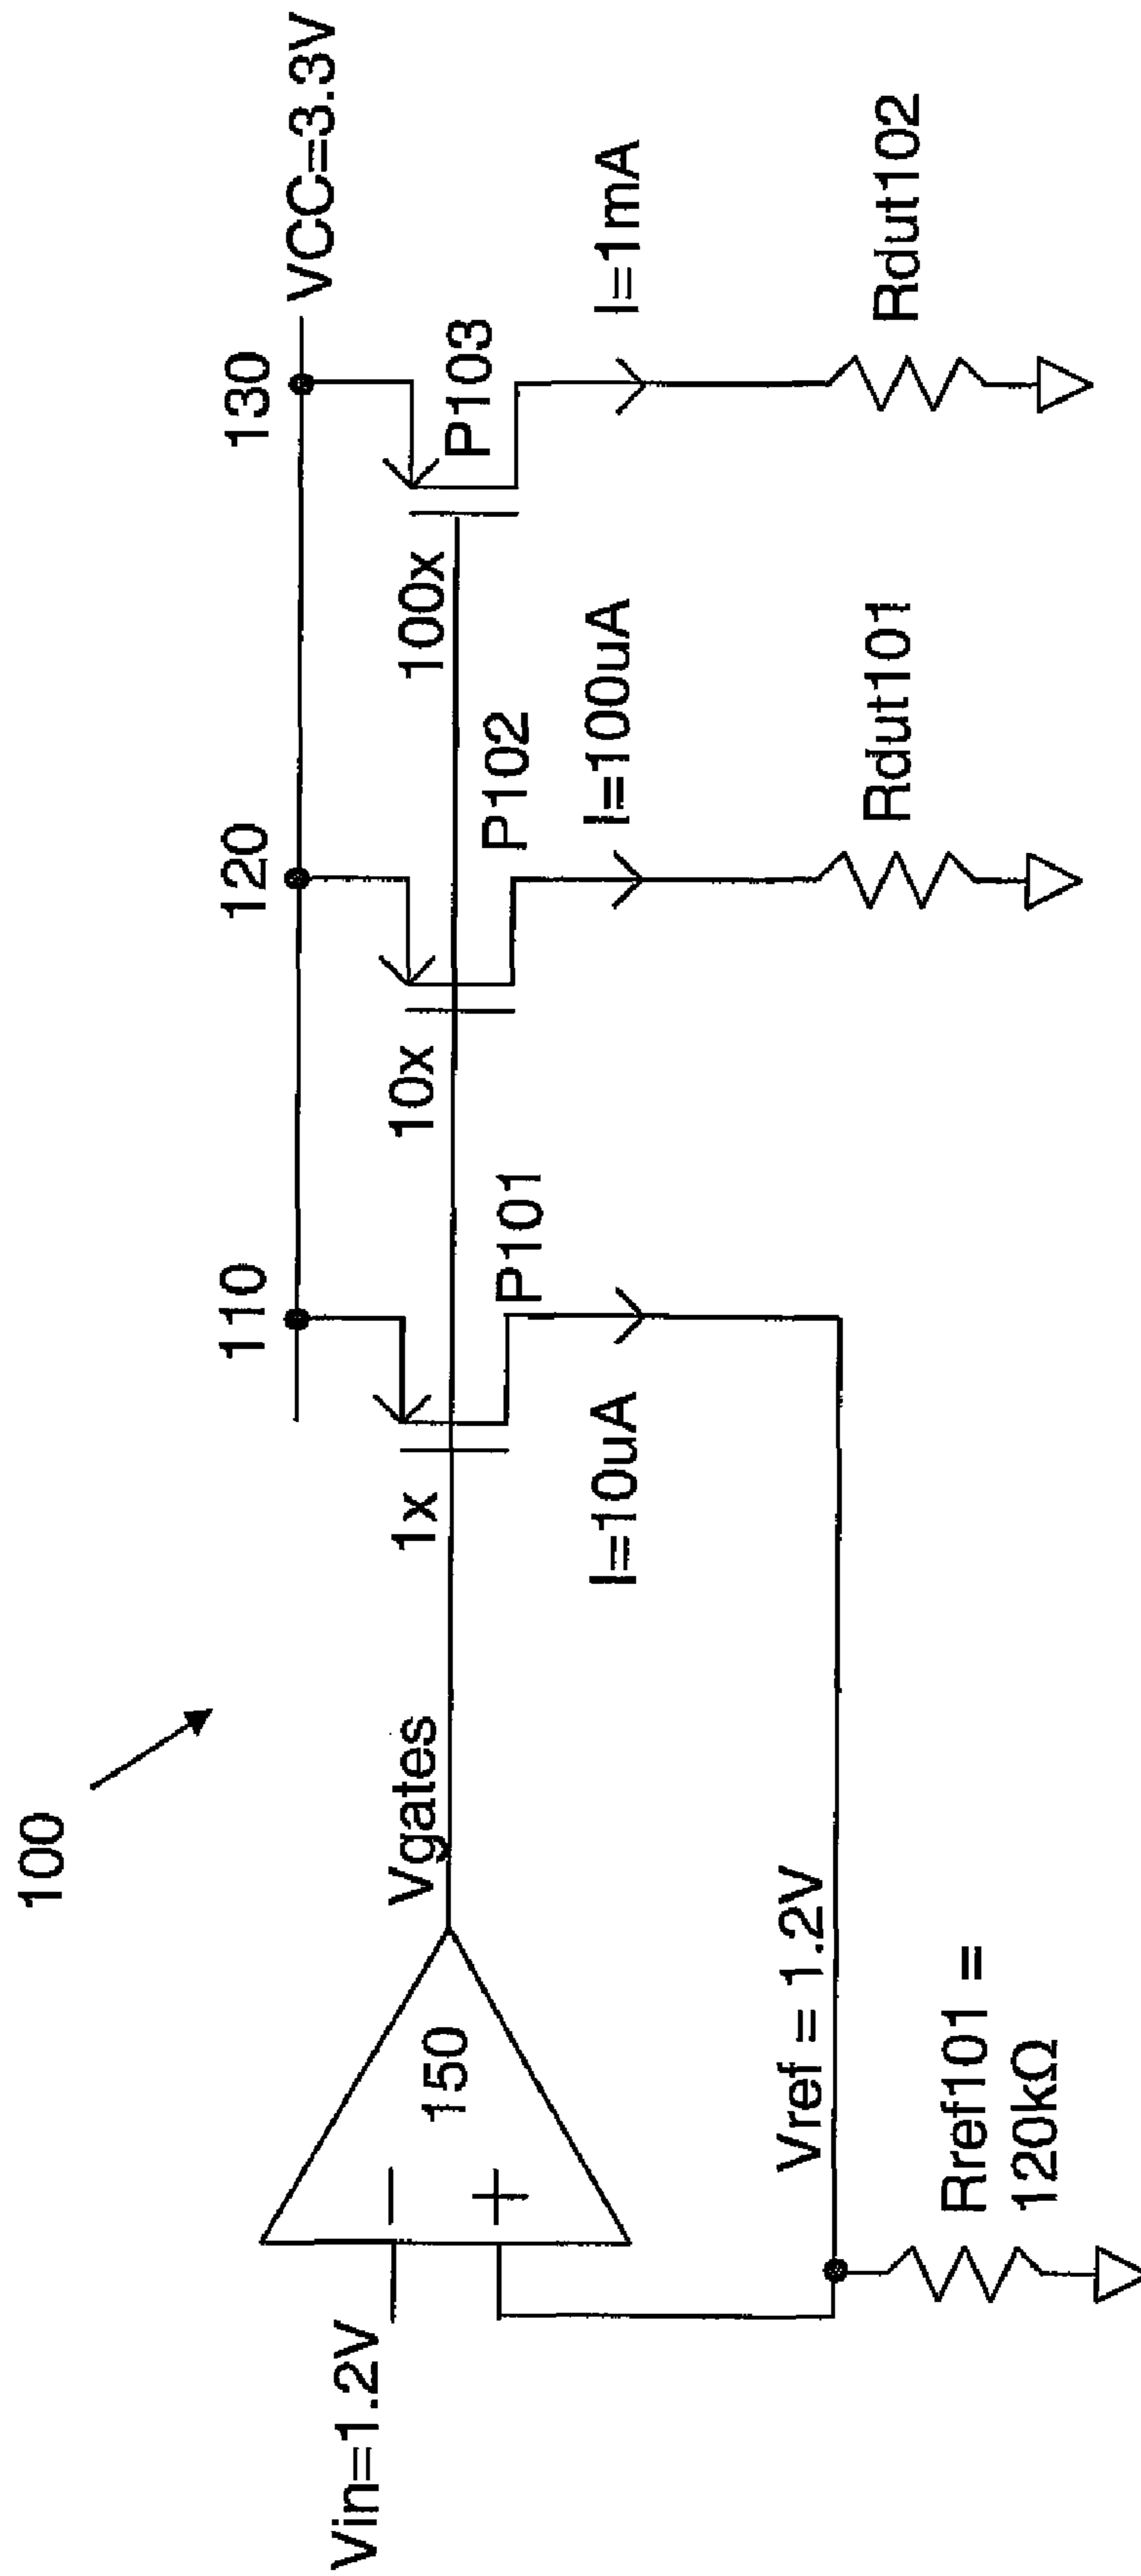 100
110
120
130
VCC=3.3V
Vin=1.2V
150
Vgates
1x
P101
10x
P102
100x
P103
I=10uA
I=100uA
I=1mA
Vref = 1.2V
Rref101 =
120kΩ
Rdut101
Rdut102